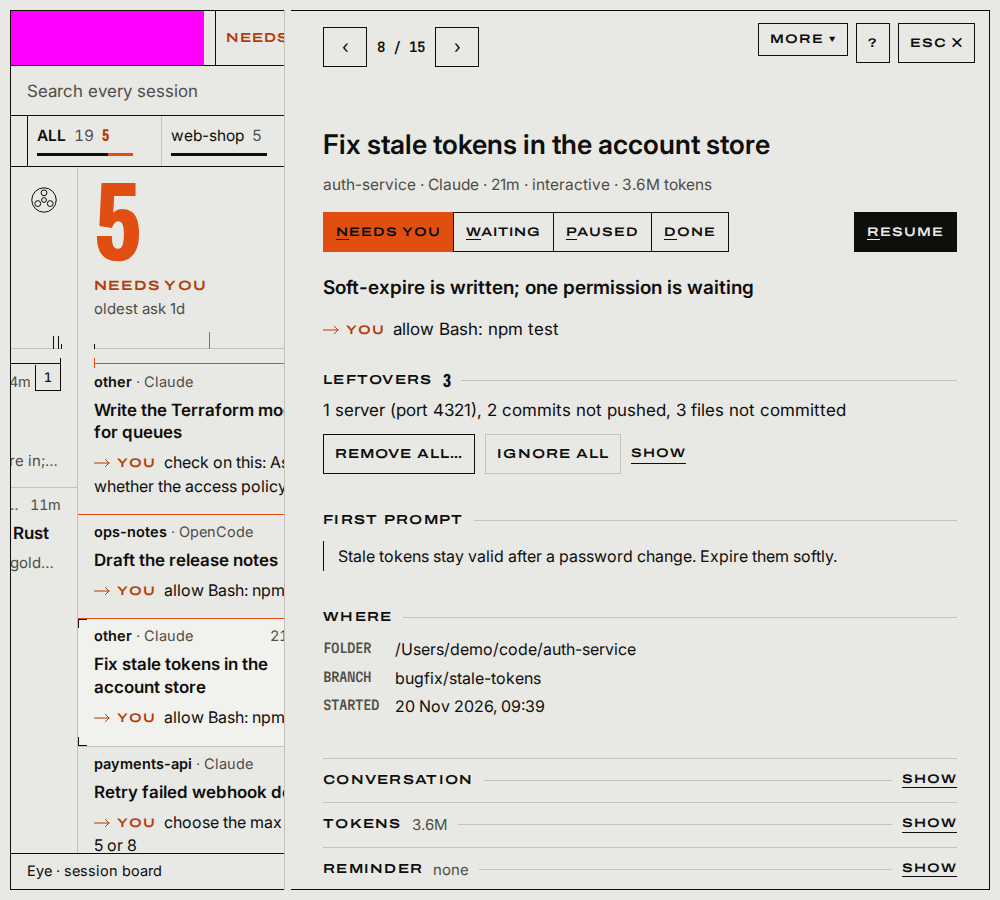 NEEDS
Search every session
ALL 19 5
web-shop 5
5
NEEDS YOU
oldest ask 1d
4m 1
re in;...
.. 11m
Rust
gold...
other · Claude
Write the Terraform mo
for queues
→ YOU check on this: As
whether the access policy
ops-notes · OpenCode
Draft the release notes
→ YOU allow Bash: npm
other · Claude 21
Fix stale tokens in the
account store
→ YOU allow Bash: npm
payments-api · Claude
Retry failed webhook de
→ YOU choose the max
5 or 8
Eye · session board
‹ 8 / 15 ›
MORE ▾
?
ESC ✕
Fix stale tokens in the account store
auth-service · Claude · 21m · interactive · 3.6M tokens
NEEDS YOU
WAITING
PAUSED
DONE
RESUME
Soft-expire is written; one permission is waiting
→ YOU allow Bash: npm test
LEFTOVERS 3
1 server (port 4321), 2 commits not pushed, 3 files not committed
REMOVE ALL...
IGNORE ALL
SHOW
FIRST PROMPT
Stale tokens stay valid after a password change. Expire them softly.
WHERE
FOLDER /Users/demo/code/auth-service
BRANCH bugfix/stale-tokens
STARTED 20 Nov 2026, 09:39
CONVERSATION SHOW
TOKENS 3.6M SHOW
REMINDER none SHOW